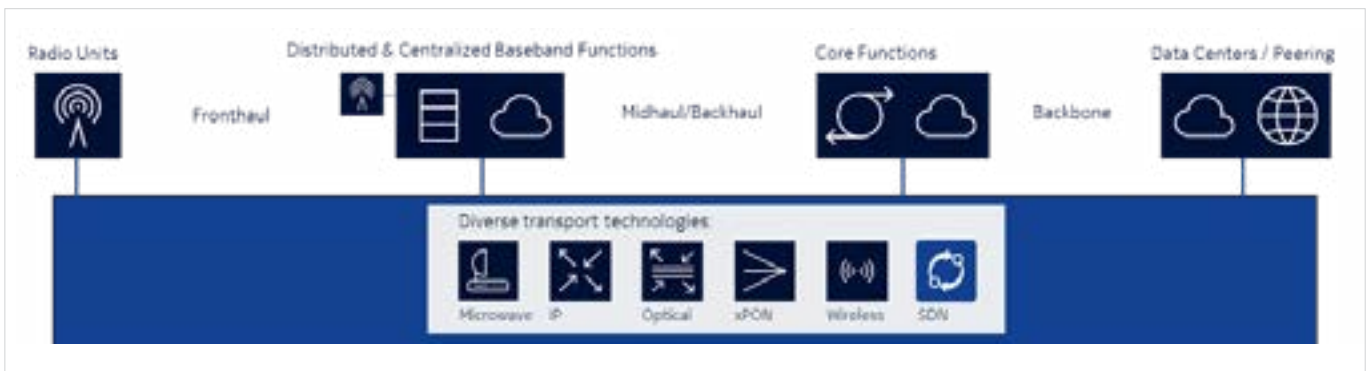 Radio Units
Distributed & Centralized Baseband Functions
Core Functions
Data Centers / Peering
Fronthaul
Midhaul/Backhaul
Backbone
Diverse transport technologies
Microwave
IP
Optical
xPON
Wireless
SDN